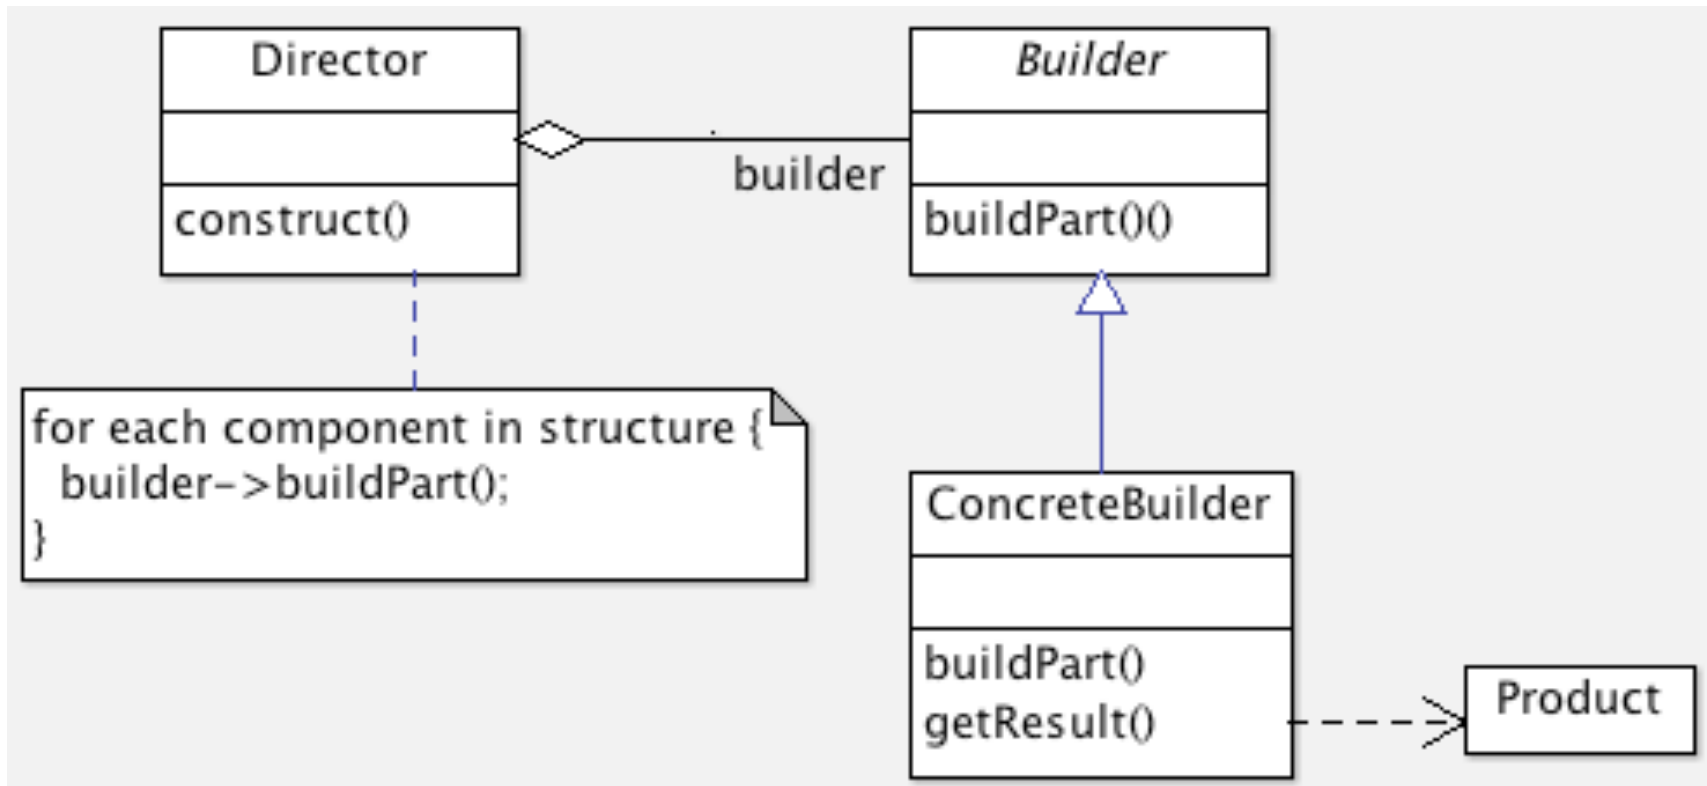 Director
construct()
builder
Builder
buildPart()()
for each component in structure {
builder->buildPart();
}
ConcreteBuilder
buildPart()
getResult()
Product